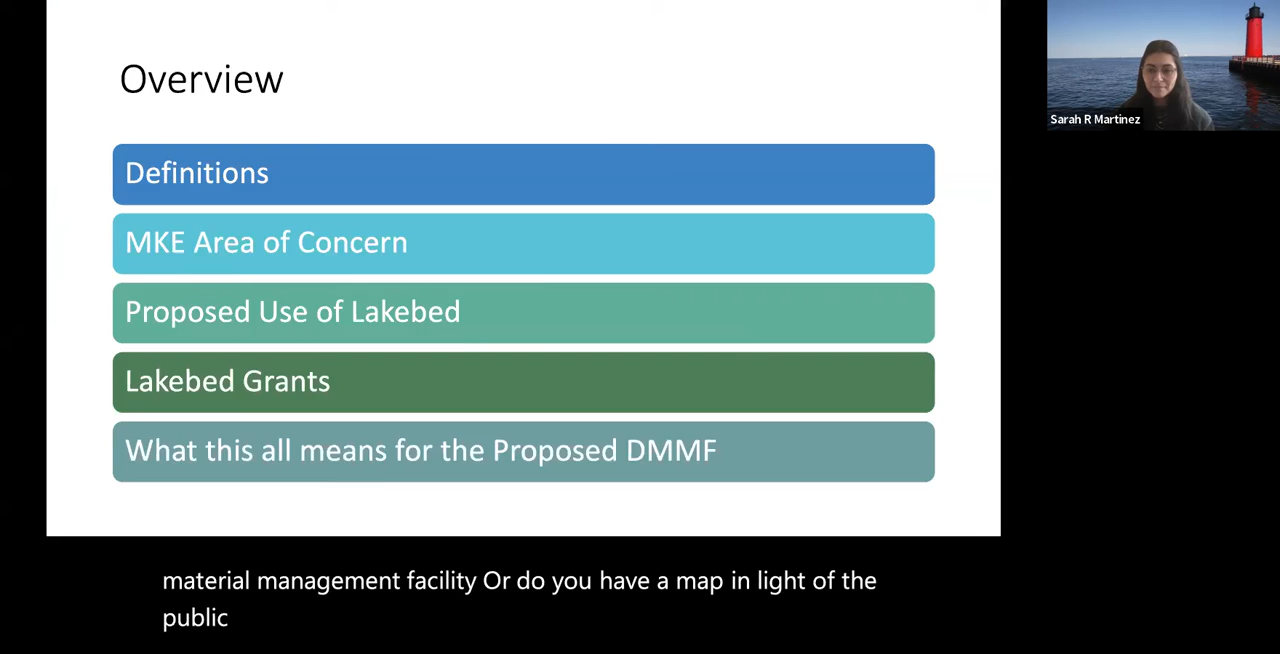 Overview
Definitions
MKE Area of Concern
Proposed Use of Lakebed
Lakebed Grants
What this all means for the Proposed DMMF
Sarah R Martinez
material management facility Or do you have a map in light of the
public